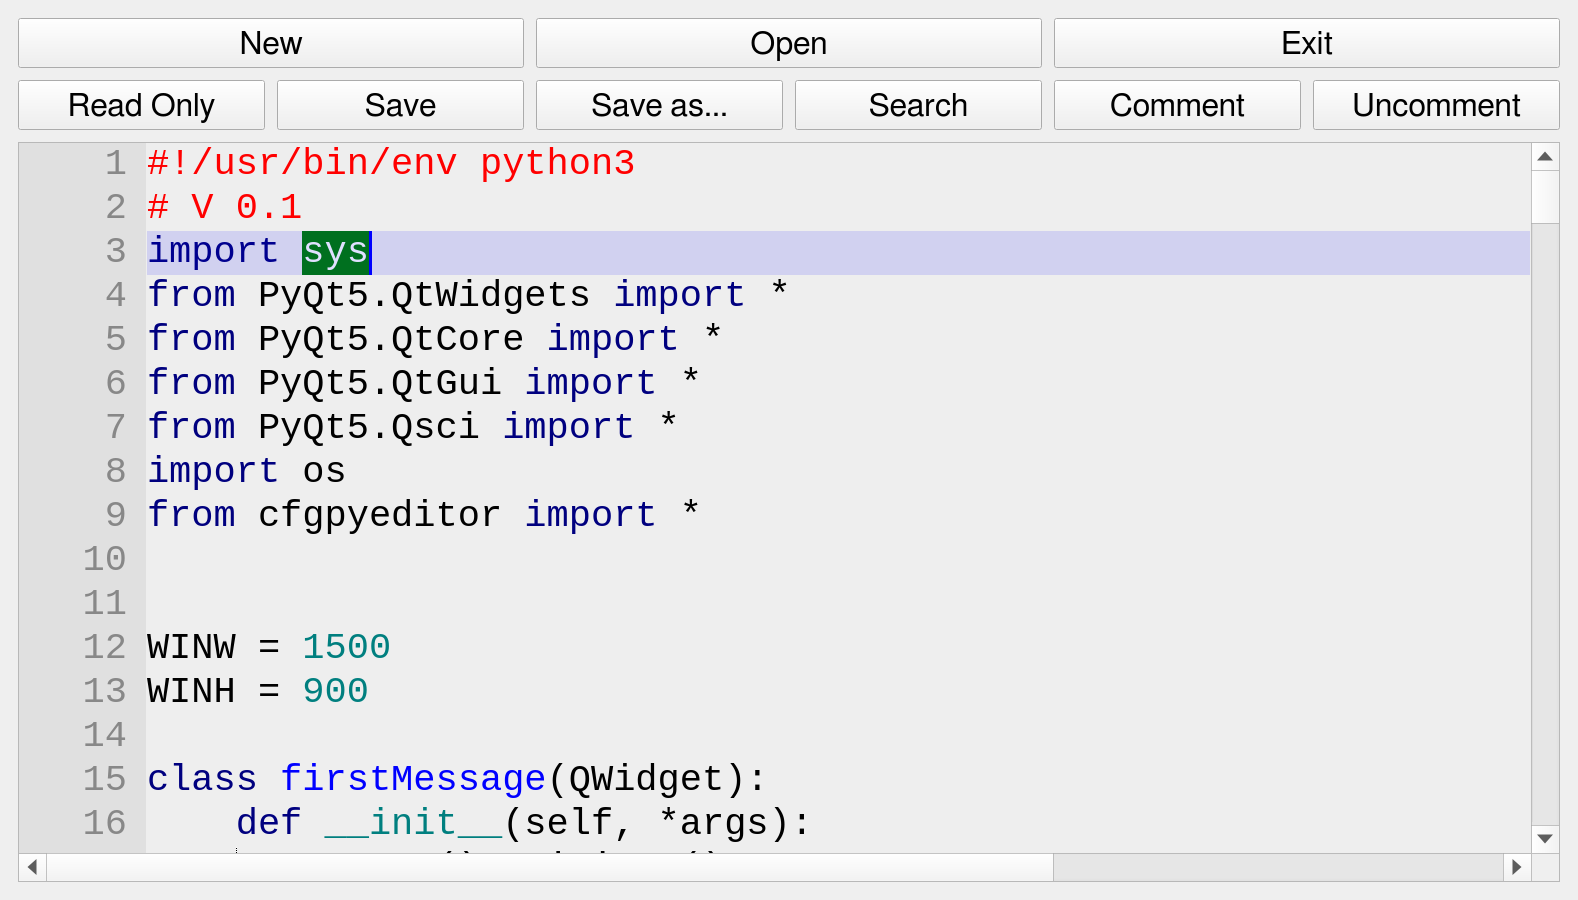 New Open Exit
Read Only Save Save as... Search Comment Uncomment
1 #!/usr/bin/env python3
2 # V 0.1
3 import sys
4 from PyQt5.QtWidgets import *
5 from PyQt5.QtCore import *
6 from PyQt5.QtGui import *
7 from PyQt5.Qsci import *
8 import os
9 from cfgpyeditor import *
10
11
12 WINW = 1500
13 WINH = 900
14
15 class firstMessage(QWidget):
16     def __init__(self, *args):